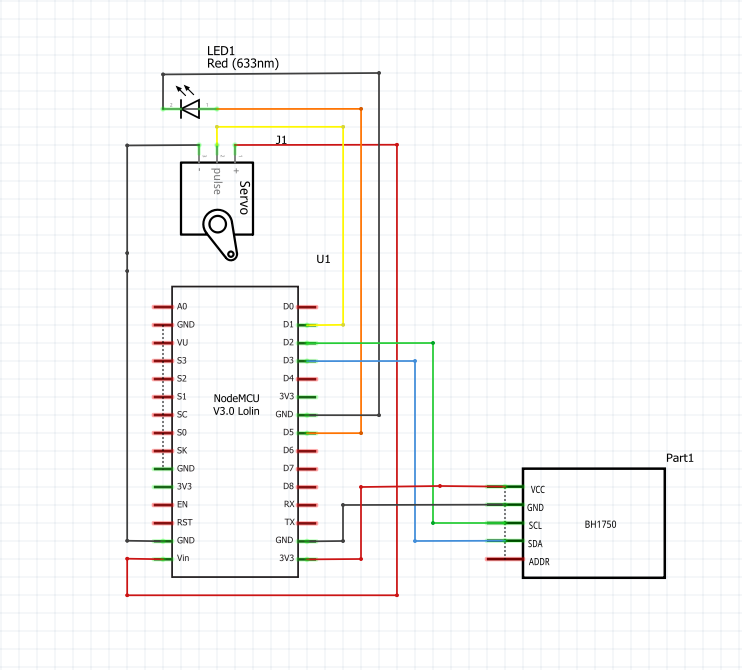 LED1
Red (633nm)
J1
-
pulse
+
Servo
U1
A0
GND
VU
S3
S2
S1
SC
S0
SK
GND
3V3
EN
RST
GND
Vin
NodeMCU
V3.0 Lolin
D0
D1
D2
D3
D4
3V3
GND
D5
D6
D7
D8
RX
TX
GND
3V3
Part1
VCC
GND
SCL
SDA
ADDR
BH1750